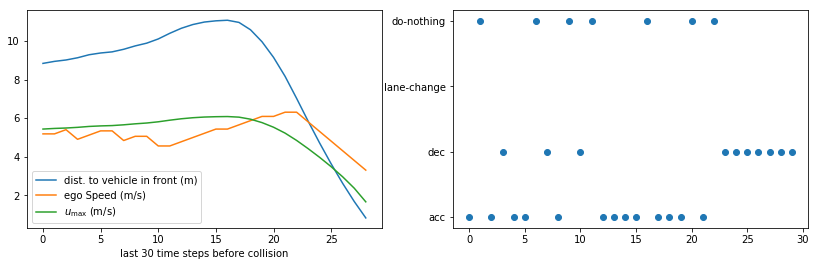 10
8
6
4
2
dist. to vehicle in front (m)
ego Speed (m/s)
u_max (m/s)
0 5 10 15 20 25
last 30 time steps before collision
do-nothing
lane-change
dec
acc
0 5 10 15 20 25 30